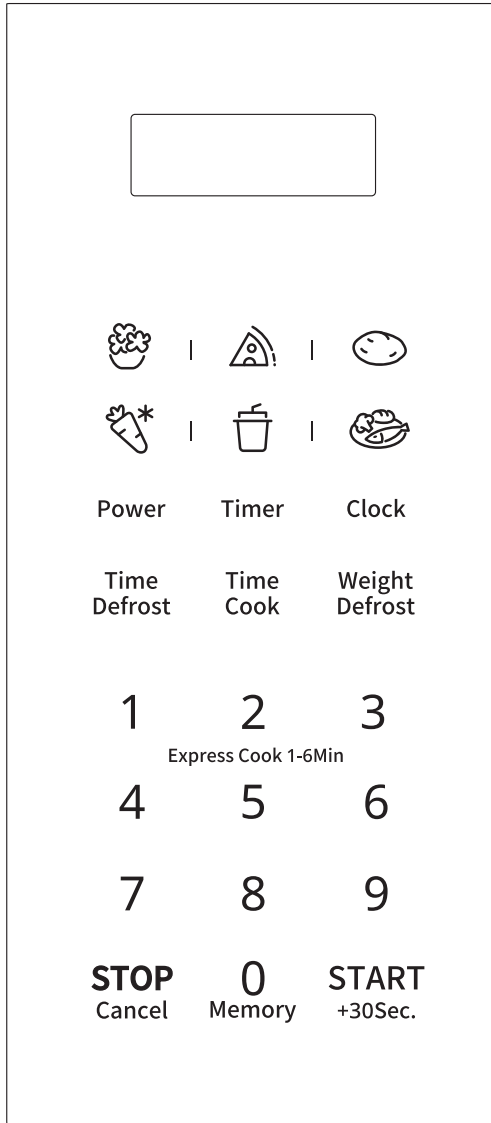 Power Timer Clock
Time Time Weight
Defrost Cook Defrost
1 2 3
Express Cook 1-6Min
4 5 6
7 8 9
STOP 0 START
Cancel Memory +30Sec.